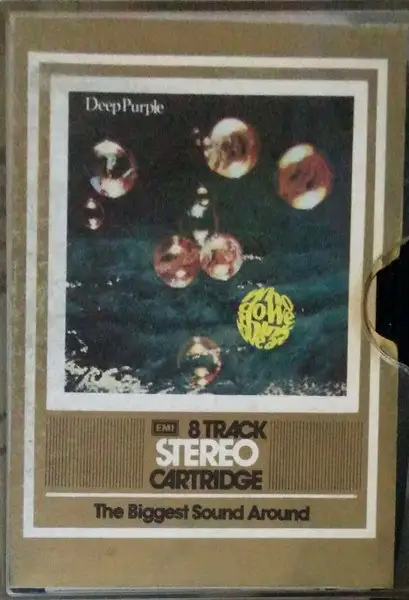 Deep Purple
Who
Do We
Think
We Are
EMI 8 TRACK
STEREO
CARTRIDGE
The Biggest Sound Around